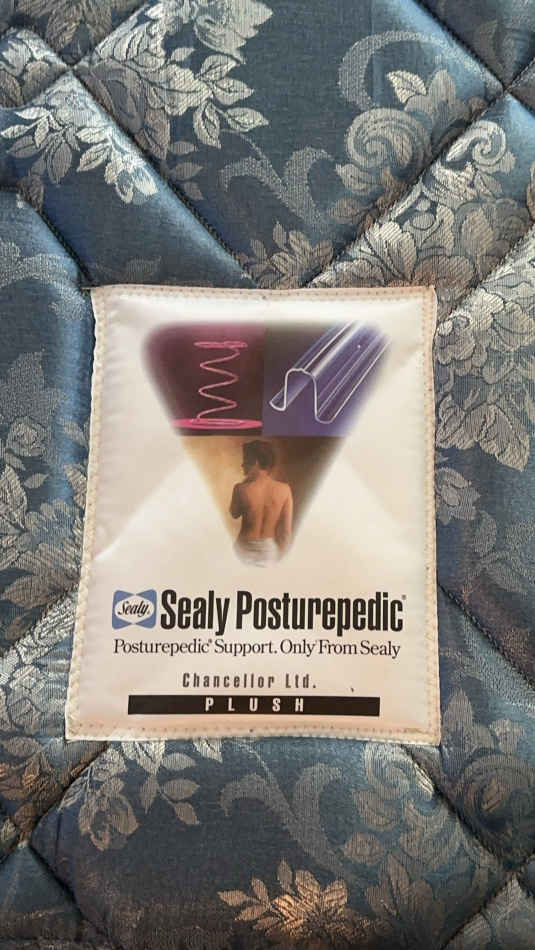 Sealy
Sealy Posturepedic®
Posturepedic® Support. Only From Sealy
Chancellor Ltd.
PLUSH